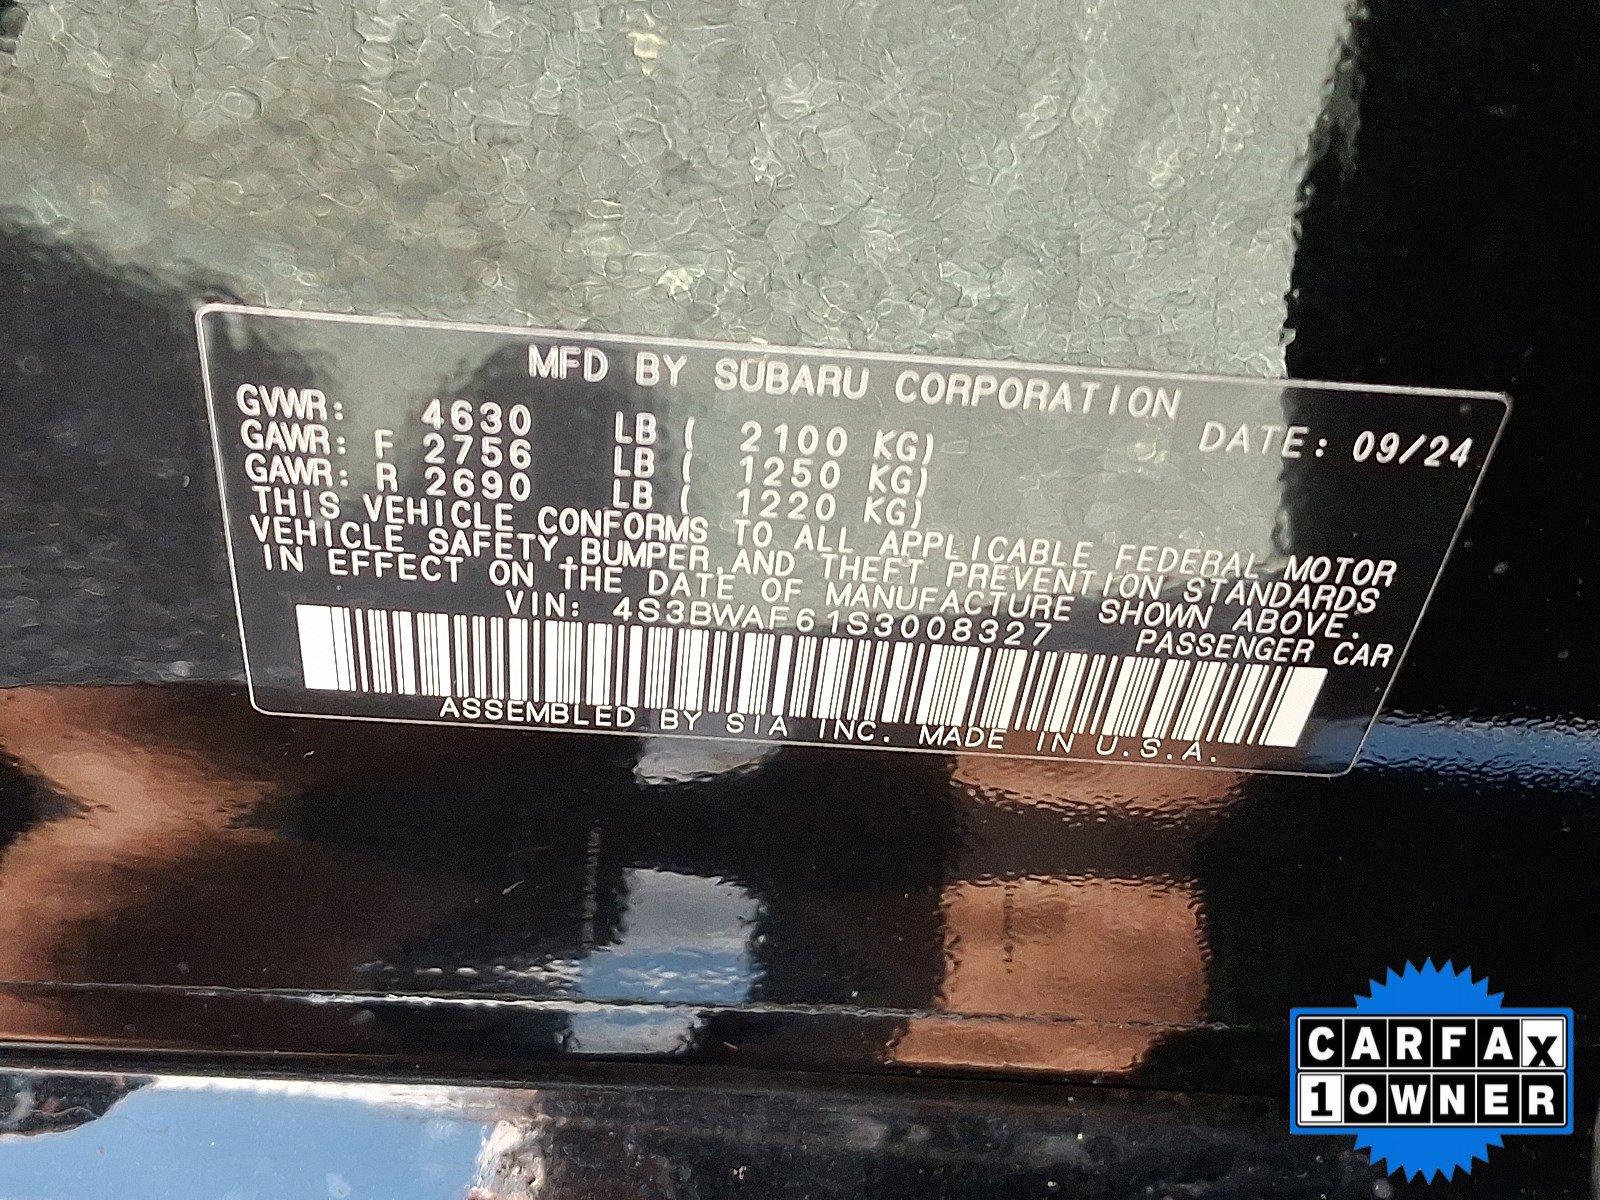 MFD BY SUBARU CORPORATION
GVWR: 4630 LB ( 2100 KG) DATE: 09/24
GAWR: F 2756 LB ( 1250 KG)
GAWR: R 2690 LB ( 1220 KG)
THIS VEHICLE CONFORMS TO ALL APPLICABLE FEDERAL MOTOR
VEHICLE SAFETY,BUMPER,AND THEFT PREVENTION STANDARDS
IN EFFECT ON THE DATE OF MANUFACTURE SHOWN ABOVE.
VIN: 4S3BWAF61S3008327 PASSENGER CAR
ASSEMBLED BY SIA INC. MADE IN U.S.A.
CARFAX
1OWNER